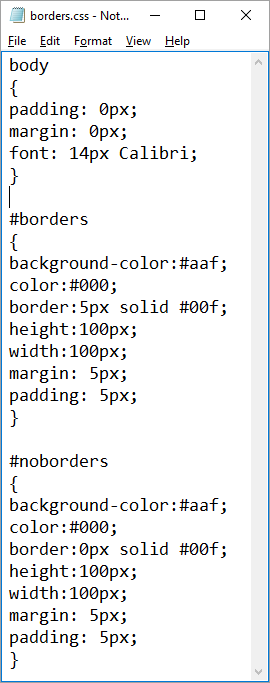 borders.css - Not...
File Edit Format View Help
body
{
padding: 0px;
margin: 0px;
font: 14px Calibri;
}

#borders
{
background-color:#aaf;
color:#000;
border:5px solid #00f;
height:100px;
width:100px;
margin: 5px;
padding: 5px;
}

#noborders
{
background-color:#aaf;
color:#000;
border:0px solid #00f;
height:100px;
width:100px;
margin: 5px;
padding: 5px;
}